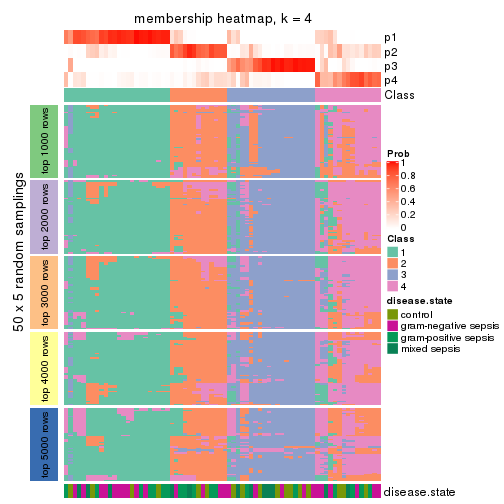 membership heatmap, k = 4
p1
p2
p3
p4
Class
50 x 5 random samplings
top 1000 rows
top 2000 rows
top 3000 rows
top 4000 rows
top 5000 rows
Prob
1
0.8
0.6
0.4
0.2
0
Class
1
2
3
4
disease.state
control
gram-negative sepsis
gram-positive sepsis
mixed sepsis
disease.state